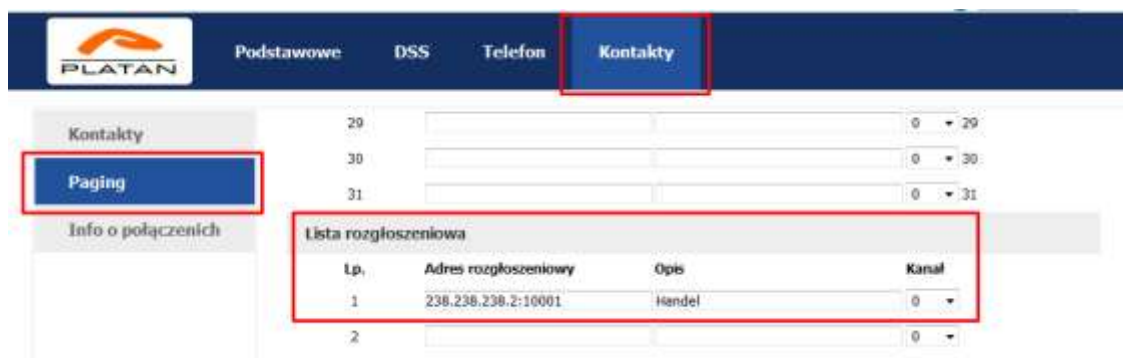 PLATAN
Podstawowe DSS Telefon Kontakty
Kontakty
Paging
Info o połączenich
29 0 29
30 0 30
31 0 31
Lista rozgłoszeniowa
Lp. Adres rozgłoszeniowy Opis Kanał
1 238.238.238.2:10001 Handel 0
2 0